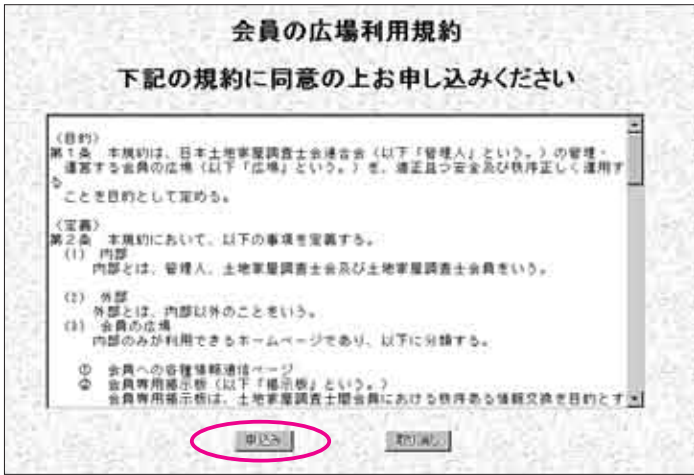 会員の広場利用規約
下記の規約に同意の上お申し込みください
(目的)
第1条 本規約は、日本土地家屋調査士会連合会(以下「管理人」という。)の管理・
運営する会員の広場(以下「広場」という。)を、適正且つ安全及び秩序正しく運用す
る
ことを目的として定める。
(定義)
第2条 本規約において、以下の事項を定義する。
(1) 内部
内部とは、管理人、土地家屋調査士会及び土地家屋調査士会員をいう。
(2) 外部
外部とは、内部以外のことをいう。
(3) 会員の広場
内部のみが利用できるホームページであり、以下に分類する。
① 会員への各種情報通信ページ
② 会員専用掲示板(以下「掲示板」という。)
会員専用掲示板は、土地家屋調査士間会員における秩序ある情報交換を目的とす
申込み 取り消し